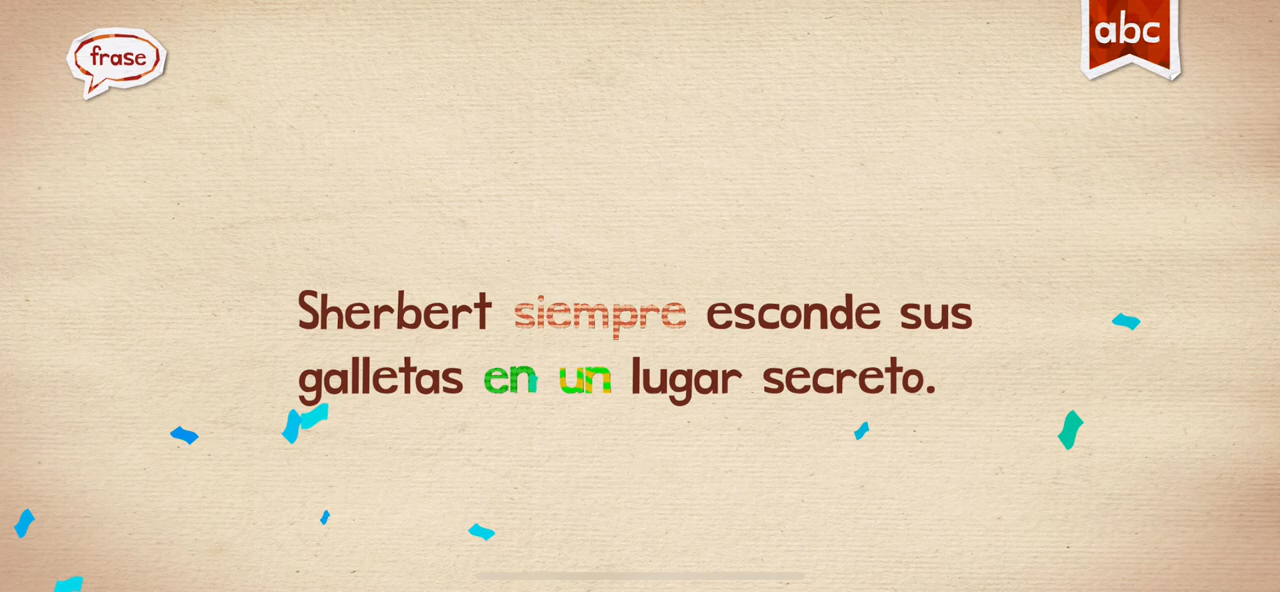 frase
abc
Sherbert siempre esconde sus
galletas en un lugar secreto.